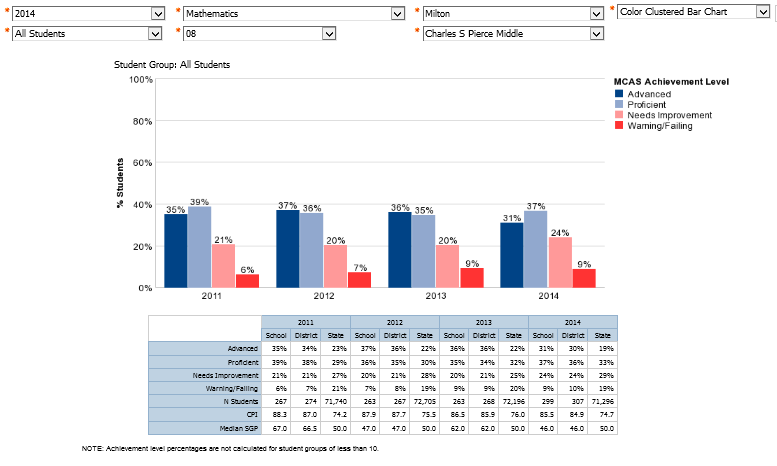 * 2014 * Mathematics * Milton * Color Clustered Bar Chart
* All Students * 08 * Charles S Pierce Middle
Student Group: All Students
100%
80%
60%
40%
20%
0%
% Students
35% 39% 21% 6%
37% 36% 20% 7%
36% 35% 20% 9%
31% 37% 24% 9%
2011 2012 2013 2014
MCAS Achievement Level
Advanced
Proficient
Needs Improvement
Warning/Failing
2011 2012 2013 2014
School District State School District State School District State School District State
Advanced 35% 34% 23% 37% 36% 22% 36% 36% 22% 31% 30% 19%
Proficient 39% 38% 29% 36% 35% 30% 35% 34% 32% 37% 36% 33%
Needs Improvement 21% 21% 27% 20% 21% 28% 20% 21% 25% 24% 24% 29%
Warning/Failing 6% 7% 21% 7% 8% 19% 9% 9% 20% 9% 10% 19%
N Students 267 274 71,740 263 267 72,705 263 268 72,196 299 307 71,296
CPI 88.3 87.0 74.2 87.9 87.7 75.5 86.5 85.9 76.0 85.5 84.9 74.7
Median SGP 67.0 66.5 50.0 47.0 47.0 50.0 62.0 62.0 50.0 46.0 46.0 50.0
NOTE: Achievement level percentages are not calculated for student groups of less than 10.